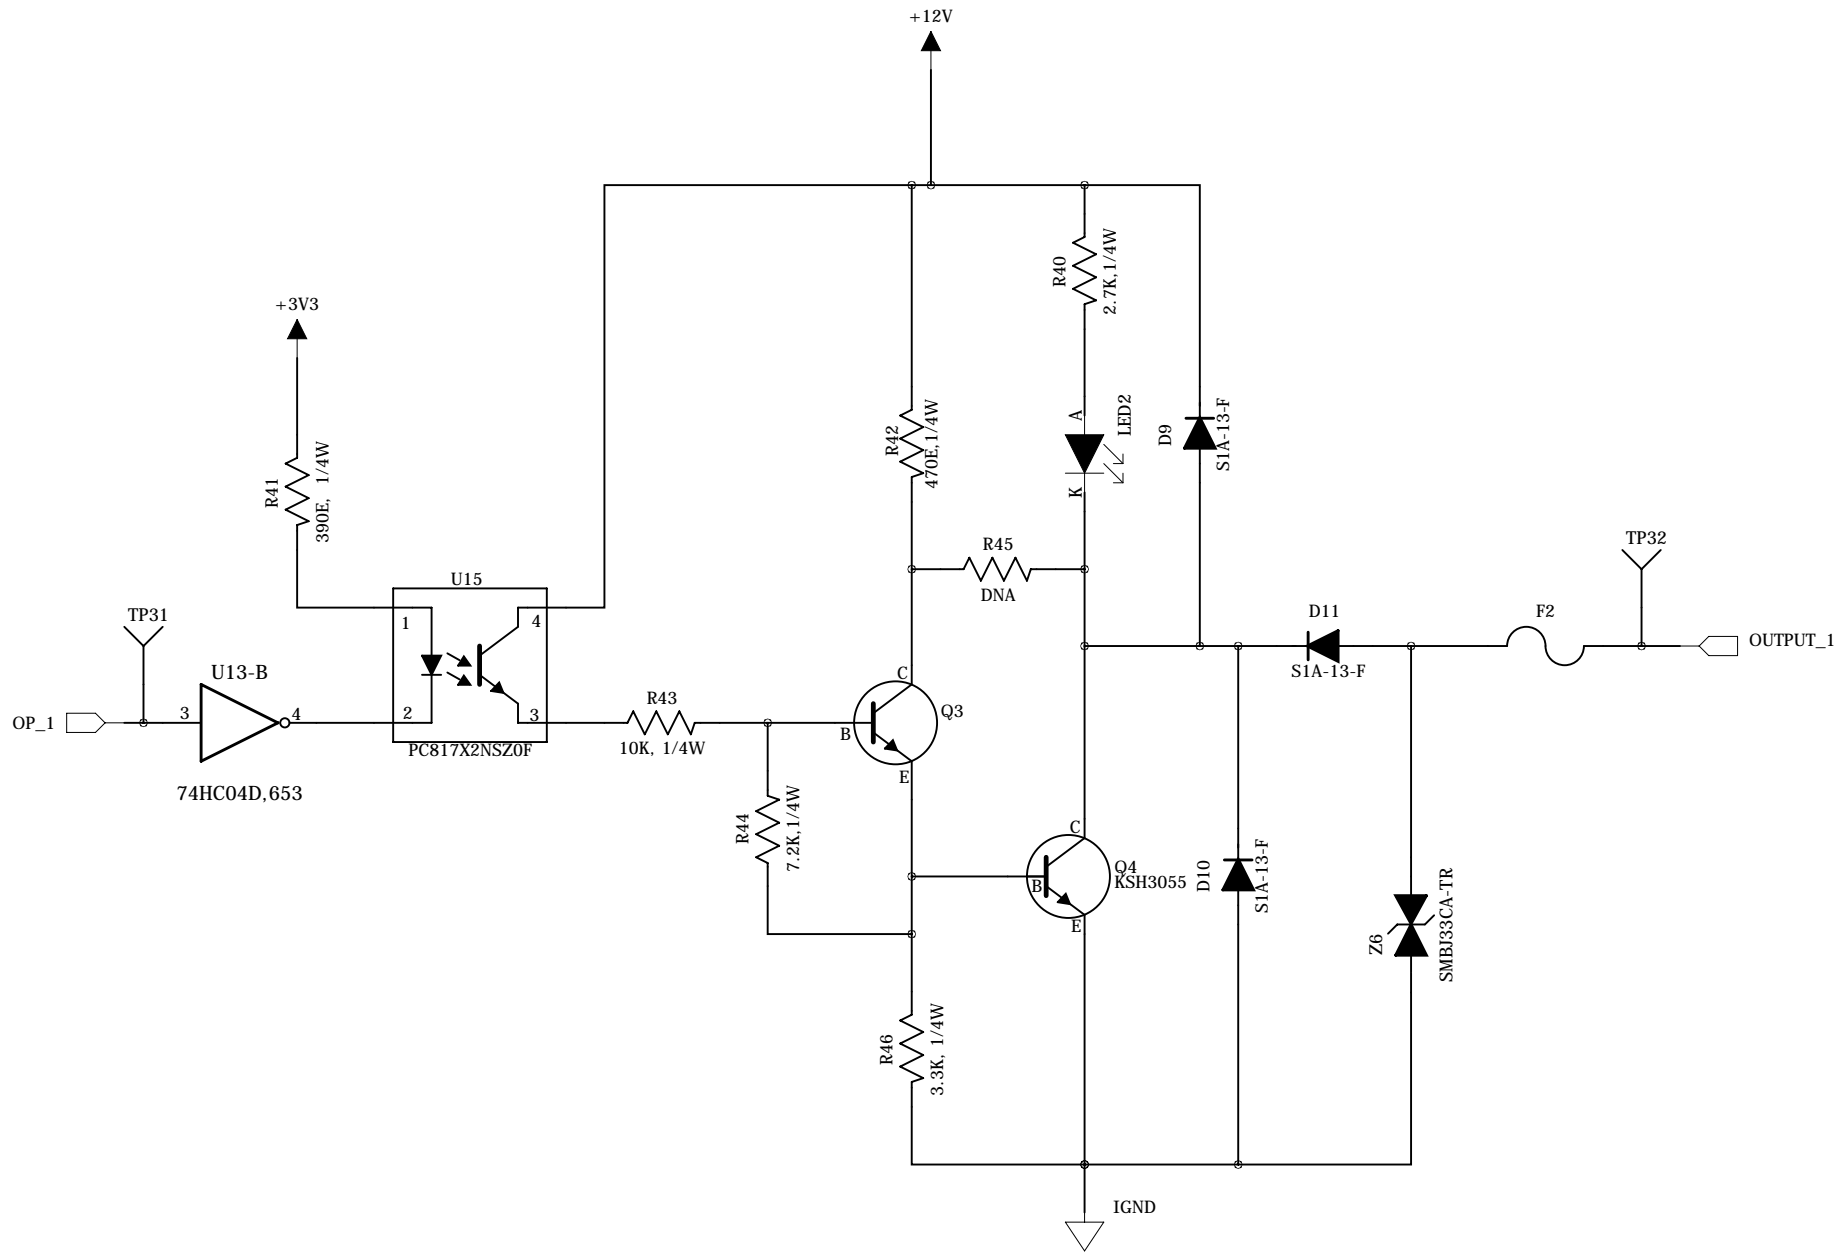 +12V
R40
2.7K,1/4W
+3V3
A
LED2
K
D9
S1A-13-F
R42
470E,1/4W
R41
390E, 1/4W
R45
DNA
TP32
U15
1
4
2
3
PC817X2NSZ0F
TP31
D11
S1A-13-F
F2
OUTPUT_1
U13-B
OP_1
3
4
74HC04D,653
R43
10K, 1/4W
C
B
E
Q3
R44
7.2K,1/4W
C
B
E
Q4
KSH3055
D10
S1A-13-F
Z6
SMBJ33CA-TR
R46
3.3K, 1/4W
IGND